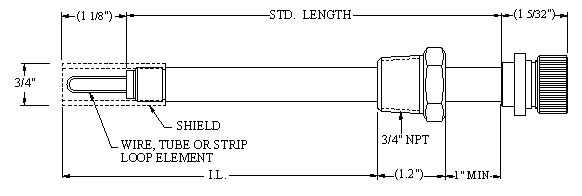 (1 1/8")
STD. LENGTH
(1 5/32")
3/4"
SHIELD
WIRE, TUBE OR STRIP
LOOP ELEMENT
3/4" NPT
I.L.
(1.2")
1" MIN